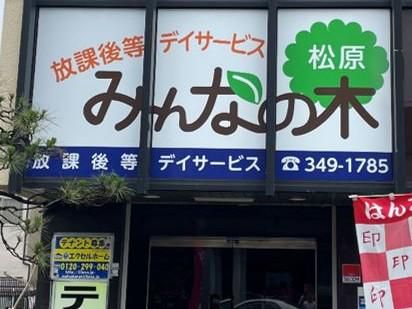 放課後等 デイサービス
松原
みんなの木
放課後等 デイサービス ☎349-1785
テナント募集
エクセルホーム
0120-299-040
テ
はん
印
印
印
印